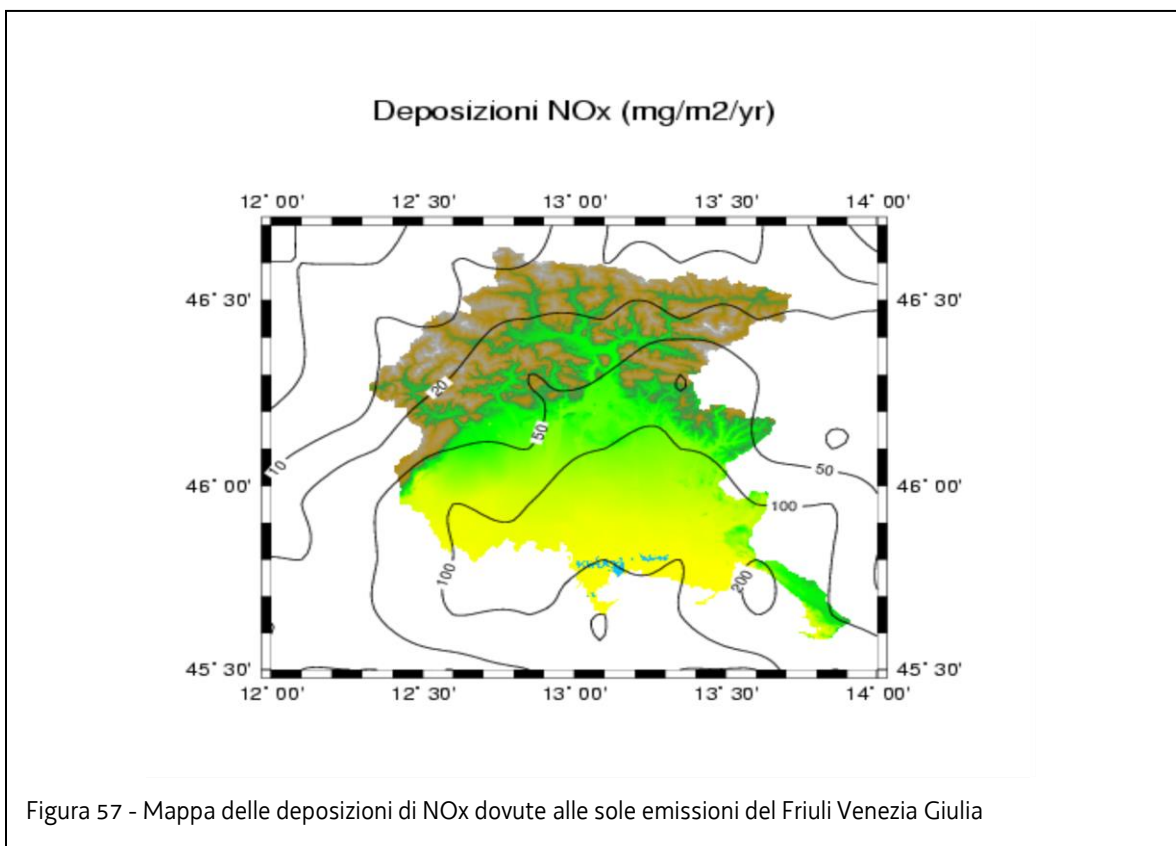 Deposizioni NOx (mg/m2/yr)
12° 00' 12° 30' 13° 00' 13° 30' 14° 00'
46° 30' 46° 30'
20
50
10
50
46° 00' 46° 00'
100
100
200
45° 30' 45° 30'
12° 00' 12° 30' 13° 00' 13° 30' 14° 00'
Figura 57 - Mappa delle deposizioni di NOx dovute alle sole emissioni del Friuli Venezia Giulia